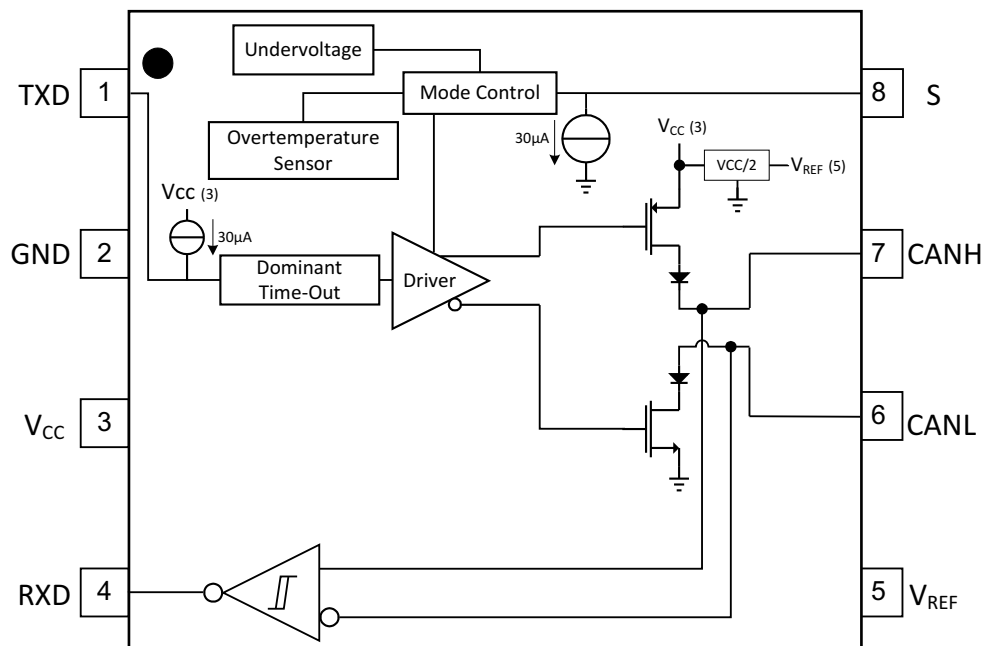 Undervoltage
TXD 1
Mode Control
8 S
Overtemperature
Sensor
30µA
VCC (3)
VCC/2
VREF (5)
Vcc (3)
30µA
GND 2
Dominant
Time-Out
Driver
7 CANH
VCC 3
6 CANL
RXD 4
5 VREF